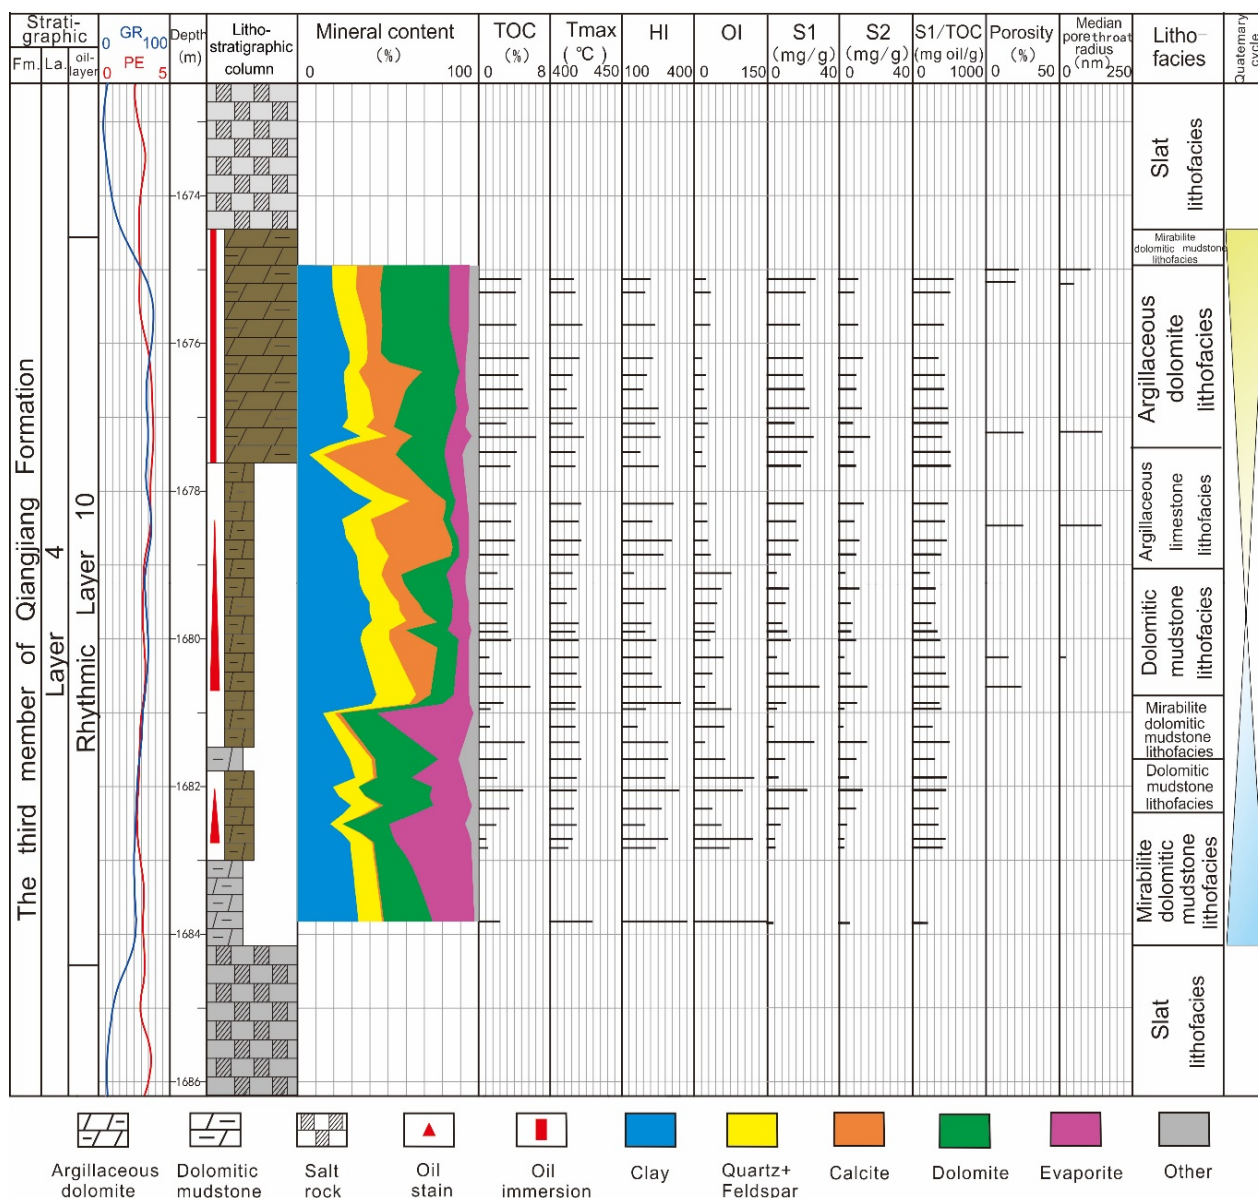 Strati-
graphic
Fm.
La.
oil-
layer
0 GR 100
PE
0 5
Depth
(m)
Litho-
stratigraphic
column
Mineral content
(%)
0 100
TOC
(%)
0 8
Tmax
(℃)
400 450
HI
100 400
OI
0 150
S1
(mg/g)
0 40
S2
(mg/g)
0 40
S1/TOC
(mg oil/g)
0 1000
Porosity
(%)
0 50
Median
pore throat
radius
(nm)
0 250
Litho-
facies
Quaternary
cycle
The third member of Qiangjiang Formation
4
Layer
Rhythmic Layer 10
1674
1676
1678
1680
1682
1684
1686
Slat
lithofacies
Mirabilite
dolomitic mudstone
lithofacies
Argillaceous
dolomite
lithofacies
Argillaceous
limestone
lithofacies
Dolomitic
mudstone
lithofacies
Mirabilite
dolomitic
mudstone
lithofacies
Dolomitic
mudstone
lithofacies
Mirabilite
dolomitic
mudstone
lithofacies
Slat
lithofacies
Argillaceous
dolomite
Dolomitic
mudstone
Salt
rock
Oil
stain
Oil
immersion
Clay
Quartz+
Feldspar
Calcite
Dolomite
Evaporite
Other